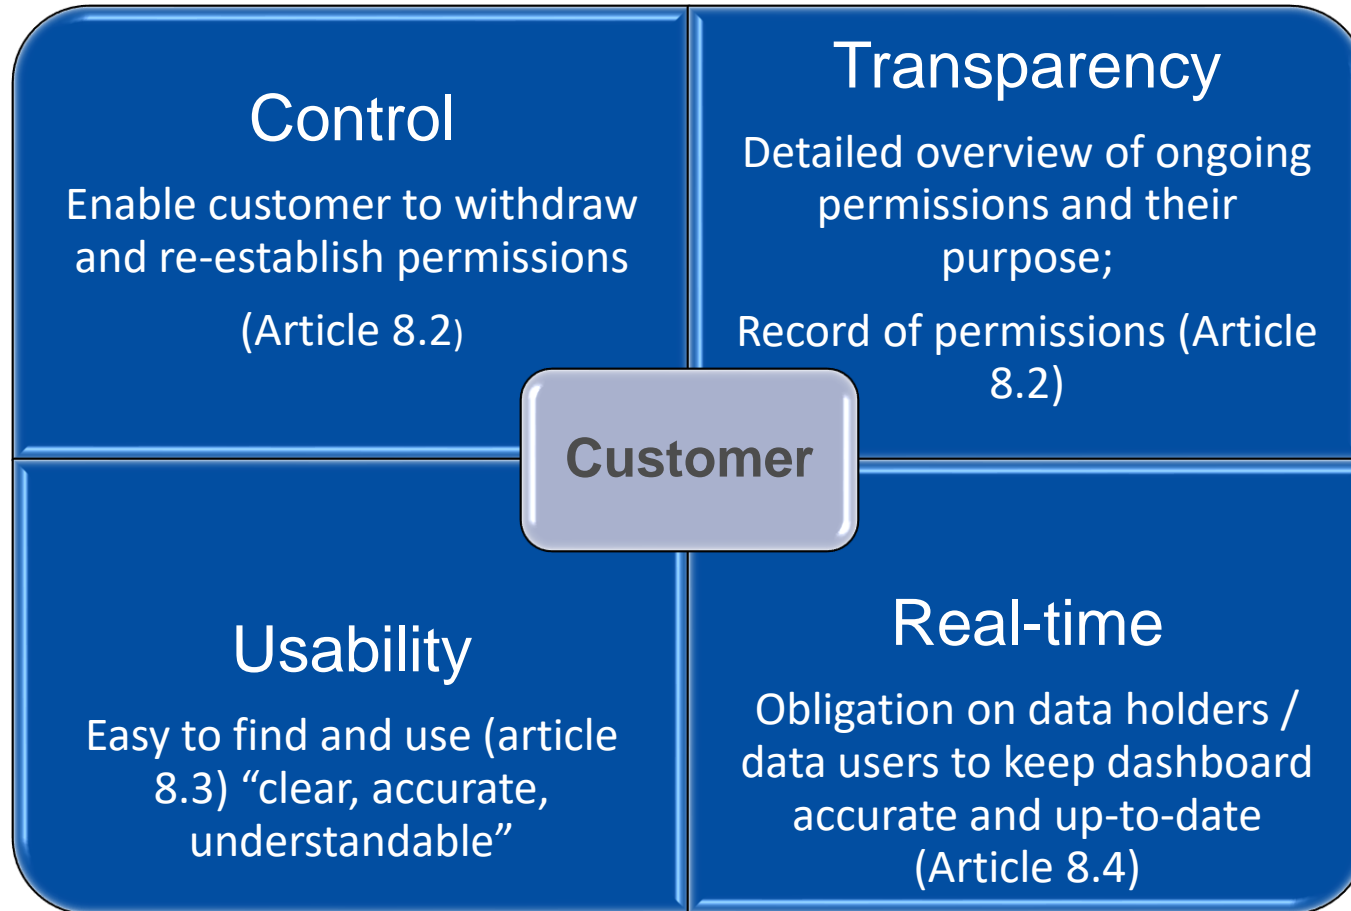 Control
Enable customer to withdraw
and re-establish permissions
(Article 8.2)
Transparency
Detailed overview of ongoing
permissions and their
purpose;
Record of permissions (Article
8.2)
Customer
Usability
Easy to find and use (article
8.3) “clear, accurate,
understandable”
Real-time
Obligation on data holders /
data users to keep dashboard
accurate and up-to-date
(Article 8.4)